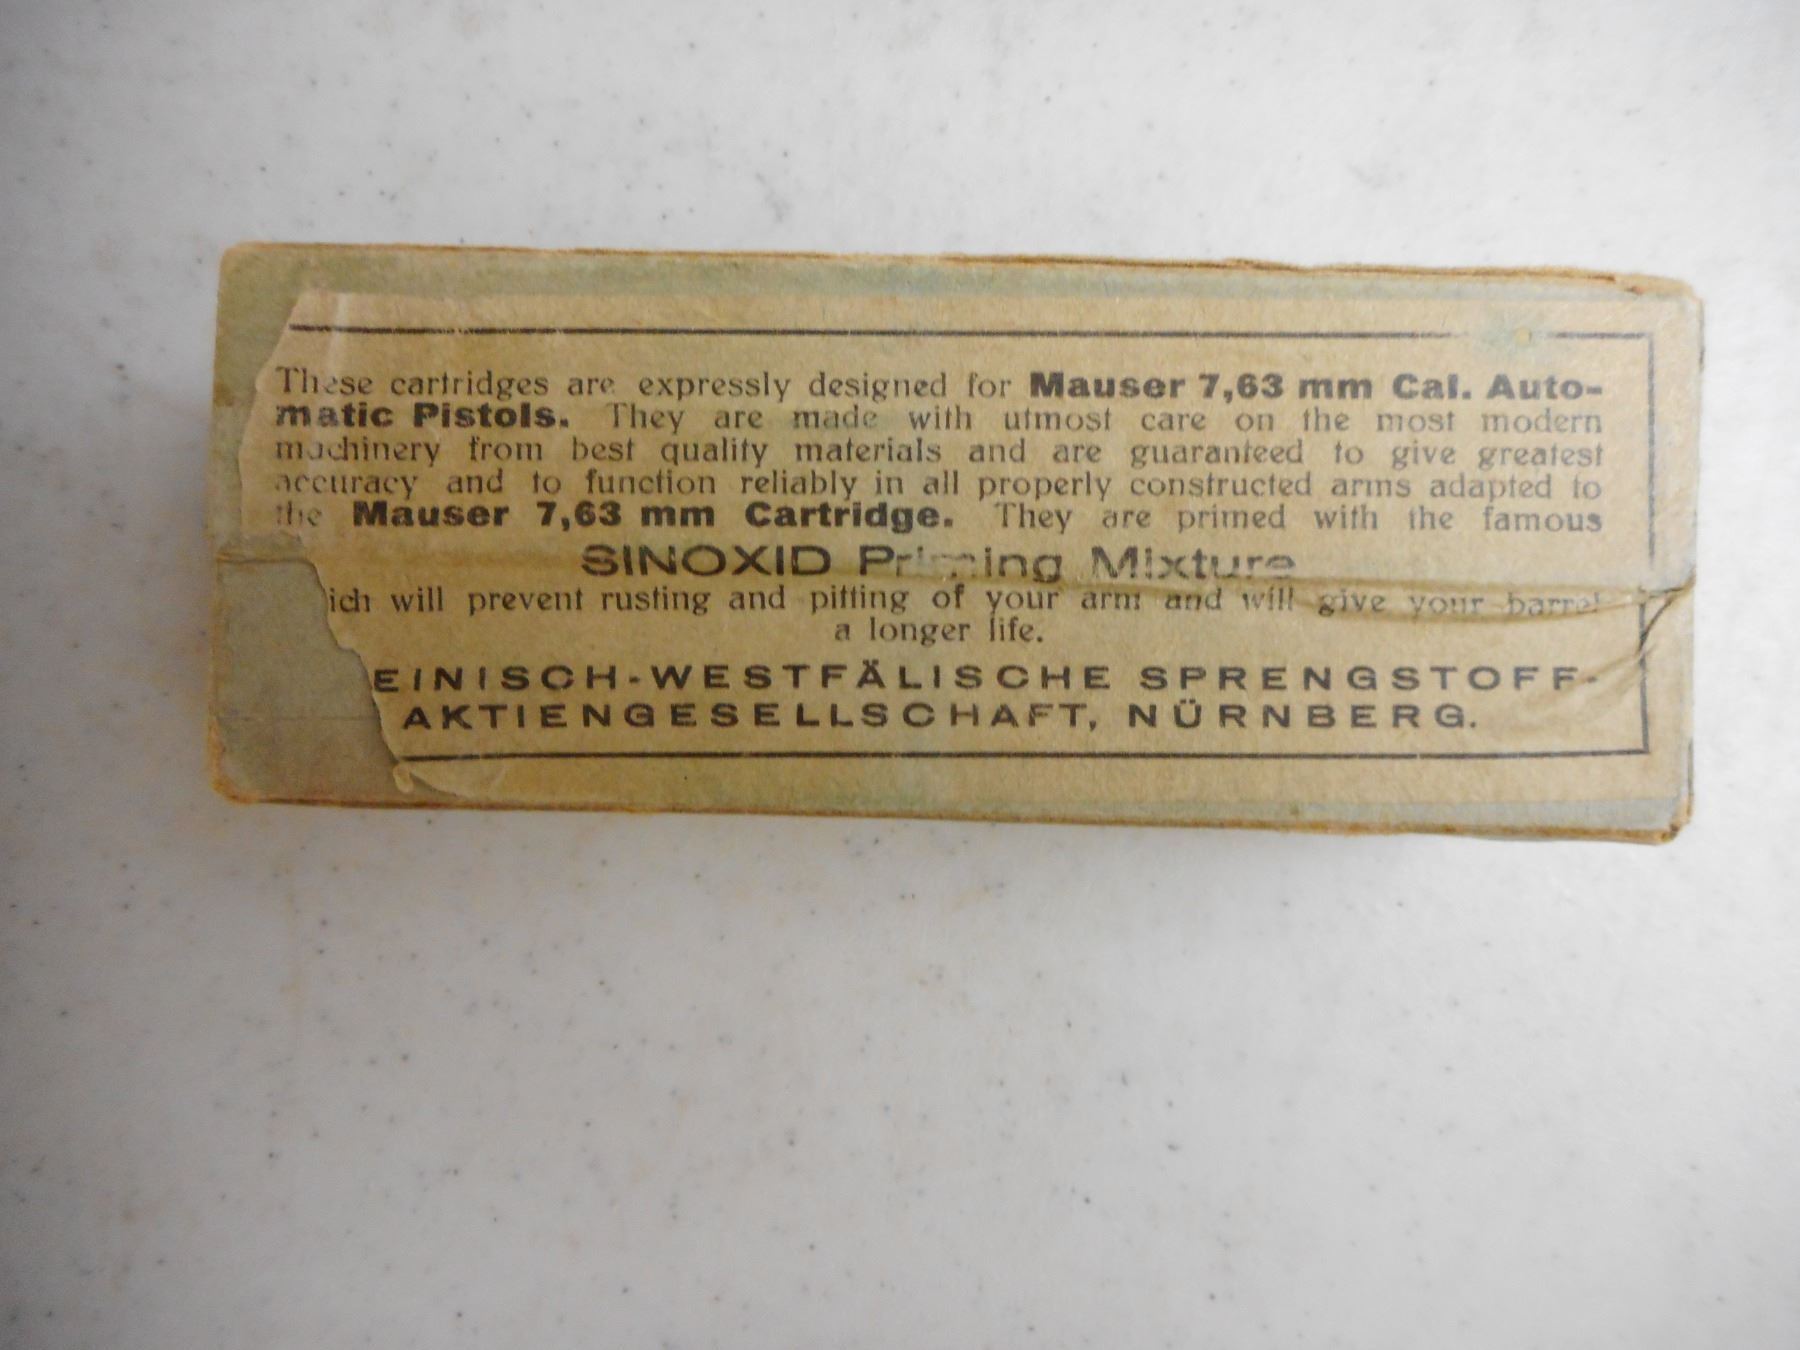 These cartridges are expressly designed for Mauser 7,63 mm Cal. Auto-
matic Pistols. They are made with utmost care on the most modern
machinery from best quality materials and are guaranteed to give greatest
accuracy and to function reliably in all properly constructed arms adapted to
the Mauser 7,63 mm Cartridge. They are primed with the famous
SINOXID Priming Mixture
ich will prevent rusting and pitting of your arm and will give your barrel
a longer life.
EINISCH-WESTFÄLISCHE SPRENGSTOFF-
AKTIENGESELLSCHAFT, NÜRNBERG.